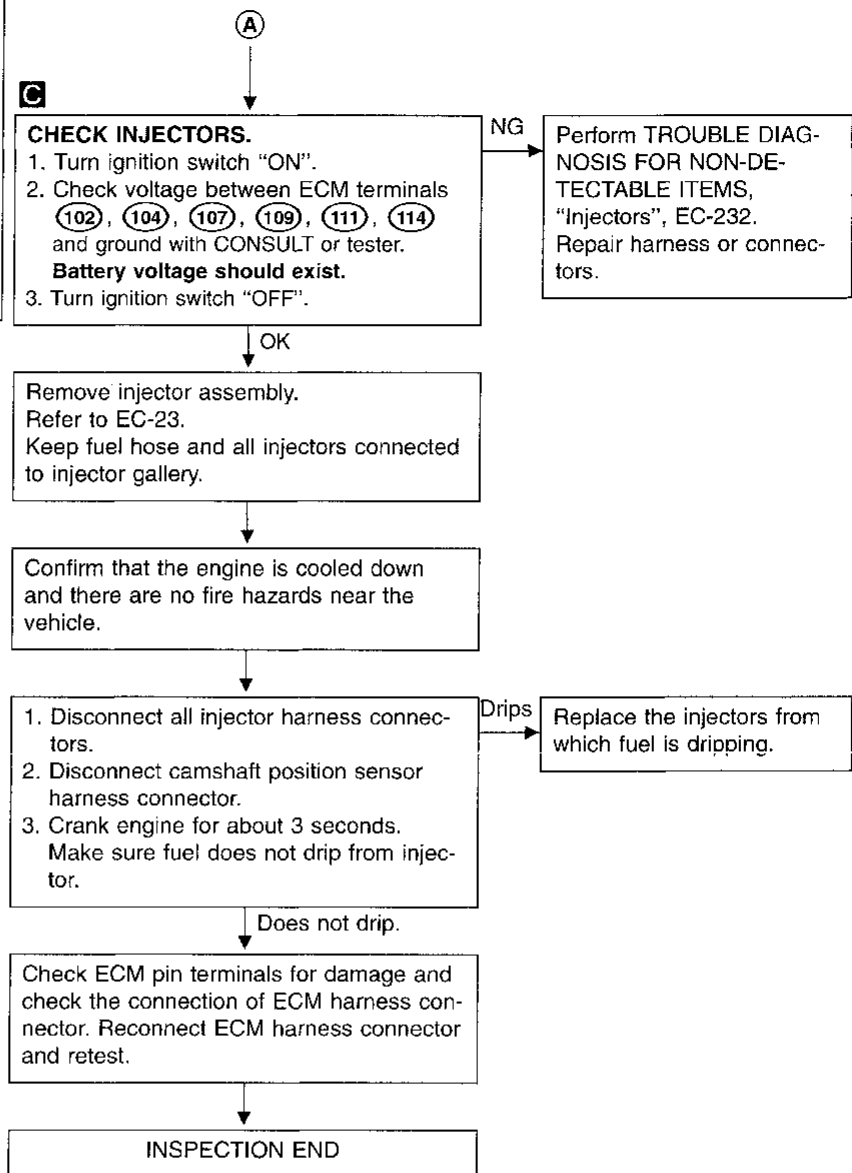 A
C
CHECK INJECTORS.
1. Turn ignition switch “ON”.
2. Check voltage between ECM terminals
102, 104, 107, 109, 111, 114
and ground with CONSULT or tester.
Battery voltage should exist.
3. Turn ignition switch “OFF”.
NG
Perform TROUBLE DIAG-
NOSIS FOR NON-DE-
TECTABLE ITEMS,
“Injectors”, EC-232.
Repair harness or connec-
tors.
OK
Remove injector assembly.
Refer to EC-23.
Keep fuel hose and all injectors connected
to injector gallery.
Confirm that the engine is cooled down
and there are no fire hazards near the
vehicle.
1. Disconnect all injector harness connec-
tors.
2. Disconnect camshaft position sensor
harness connector.
3. Crank engine for about 3 seconds.
Make sure fuel does not drip from injec-
tor.
Drips
Replace the injectors from
which fuel is dripping.
Does not drip.
Check ECM pin terminals for damage and
check the connection of ECM harness con-
nector. Reconnect ECM harness connector
and retest.
INSPECTION END